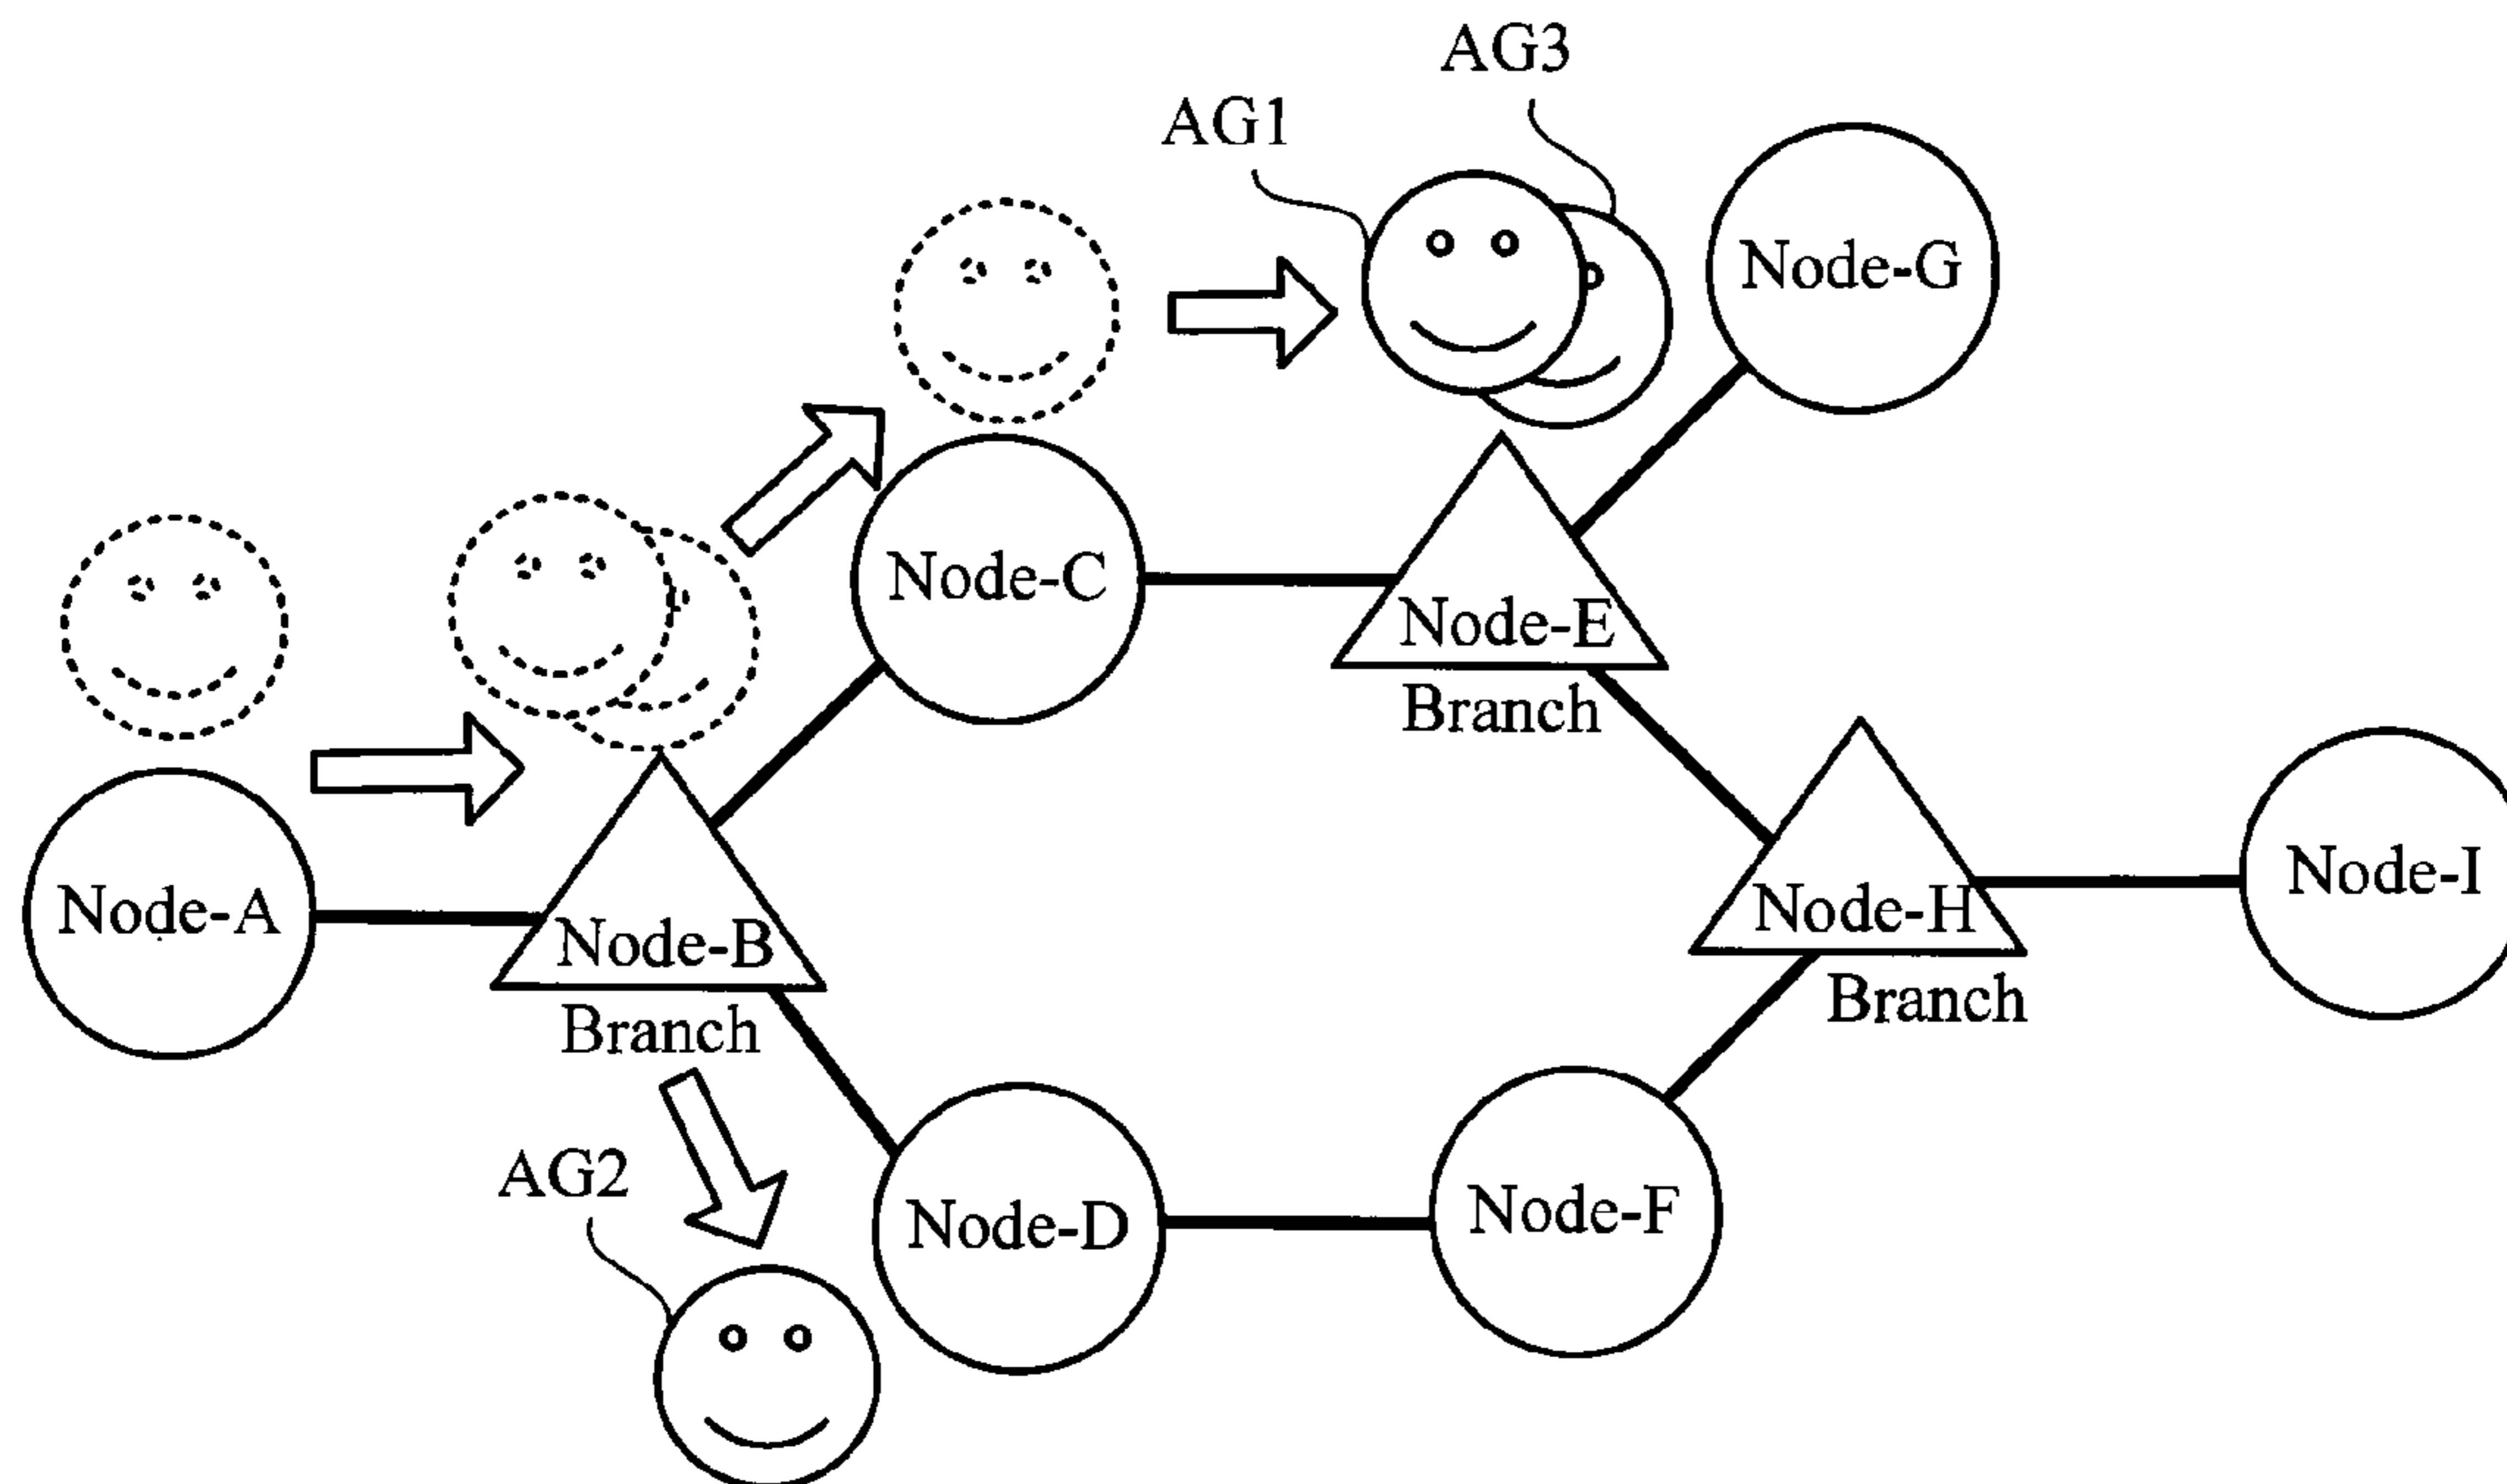 AG3
AG1
Node-G
Node-C
Node-E
Branch
Node-A
Node-B
Branch
Node-H
Branch
Node-I
AG2
Node-D
Node-F